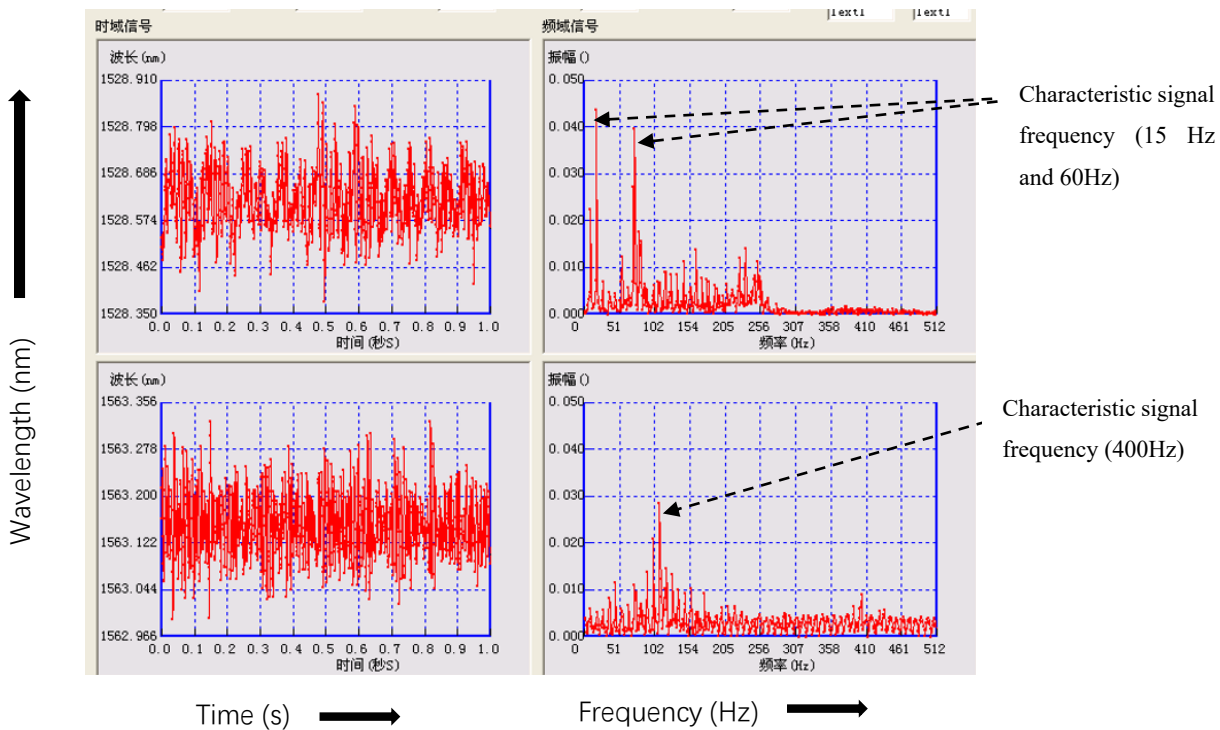 Text1 Text1
时域信号
频域信号
波长(nm)
1528.910
1528.798
1528.686
1528.574
1528.462
1528.350
0.0 0.1 0.2 0.3 0.4 0.5 0.6 0.7 0.8 0.9 1.0
时间(秒S)
振幅()
0.050
0.040
0.030
0.020
0.010
0.000
0 51 102 154 205 256 307 358 410 461 512
频率(Hz)
Characteristic signal
frequency (15 Hz
and 60Hz)
波长(nm)
1563.356
1563.278
1563.200
1563.122
1563.044
1562.966
0.0 0.1 0.2 0.3 0.4 0.5 0.6 0.7 0.8 0.9 1.0
时间(秒S)
振幅()
0.050
0.040
0.030
0.020
0.010
0.000
0 51 102 154 205 256 307 358 410 461 512
频率(Hz)
Characteristic signal
frequency (400Hz)
Wavelength (nm)
Time (s)
Frequency (Hz)